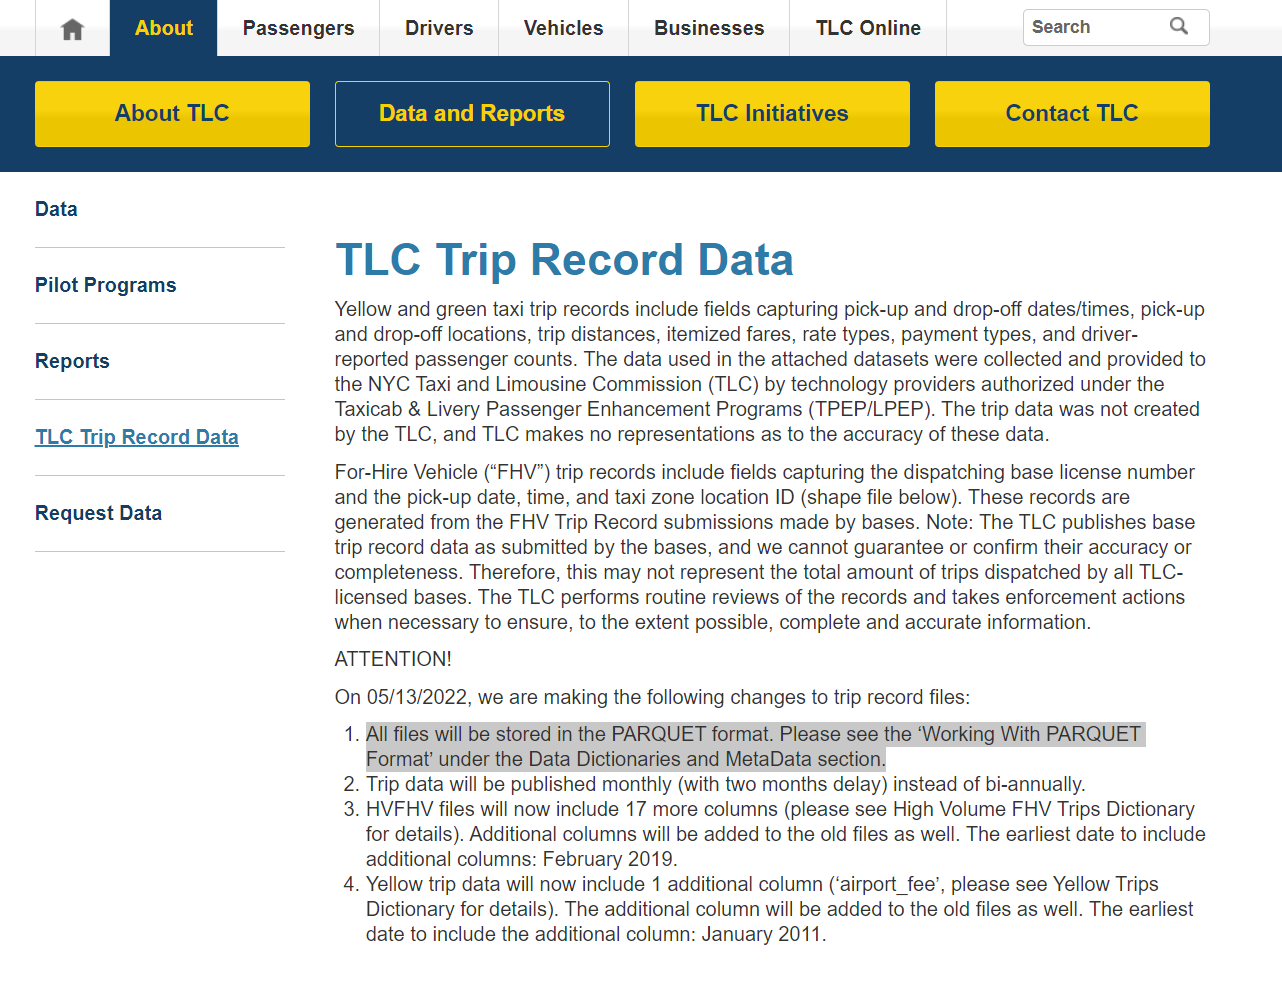 About
Passengers
Drivers
Vehicles
Businesses
TLC Online
Search
About TLC
Data and Reports
TLC Initiatives
Contact TLC
Data
Pilot Programs
Reports
TLC Trip Record Data
Request Data
TLC Trip Record Data
Yellow and green taxi trip records include fields capturing pick-up and drop-off dates/times, pick-up
and drop-off locations, trip distances, itemized fares, rate types, payment types, and driver-
reported passenger counts. The data used in the attached datasets were collected and provided to
the NYC Taxi and Limousine Commission (TLC) by technology providers authorized under the
Taxicab & Livery Passenger Enhancement Programs (TPEP/LPEP). The trip data was not created
by the TLC, and TLC makes no representations as to the accuracy of these data.
For-Hire Vehicle (“FHV”) trip records include fields capturing the dispatching base license number
and the pick-up date, time, and taxi zone location ID (shape file below). These records are
generated from the FHV Trip Record submissions made by bases. Note: The TLC publishes base
trip record data as submitted by the bases, and we cannot guarantee or confirm their accuracy or
completeness. Therefore, this may not represent the total amount of trips dispatched by all TLC-
licensed bases. The TLC performs routine reviews of the records and takes enforcement actions
when necessary to ensure, to the extent possible, complete and accurate information.
ATTENTION!
On 05/13/2022, we are making the following changes to trip record files:
1. All files will be stored in the PARQUET format. Please see the ‘Working With PARQUET
Format’ under the Data Dictionaries and MetaData section.
2. Trip data will be published monthly (with two months delay) instead of bi-annually.
3. HVFHV files will now include 17 more columns (please see High Volume FHV Trips Dictionary
for details). Additional columns will be added to the old files as well. The earliest date to include
additional columns: February 2019.
4. Yellow trip data will now include 1 additional column (‘airport_fee’, please see Yellow Trips
Dictionary for details). The additional column will be added to the old files as well. The earliest
date to include the additional column: January 2011.